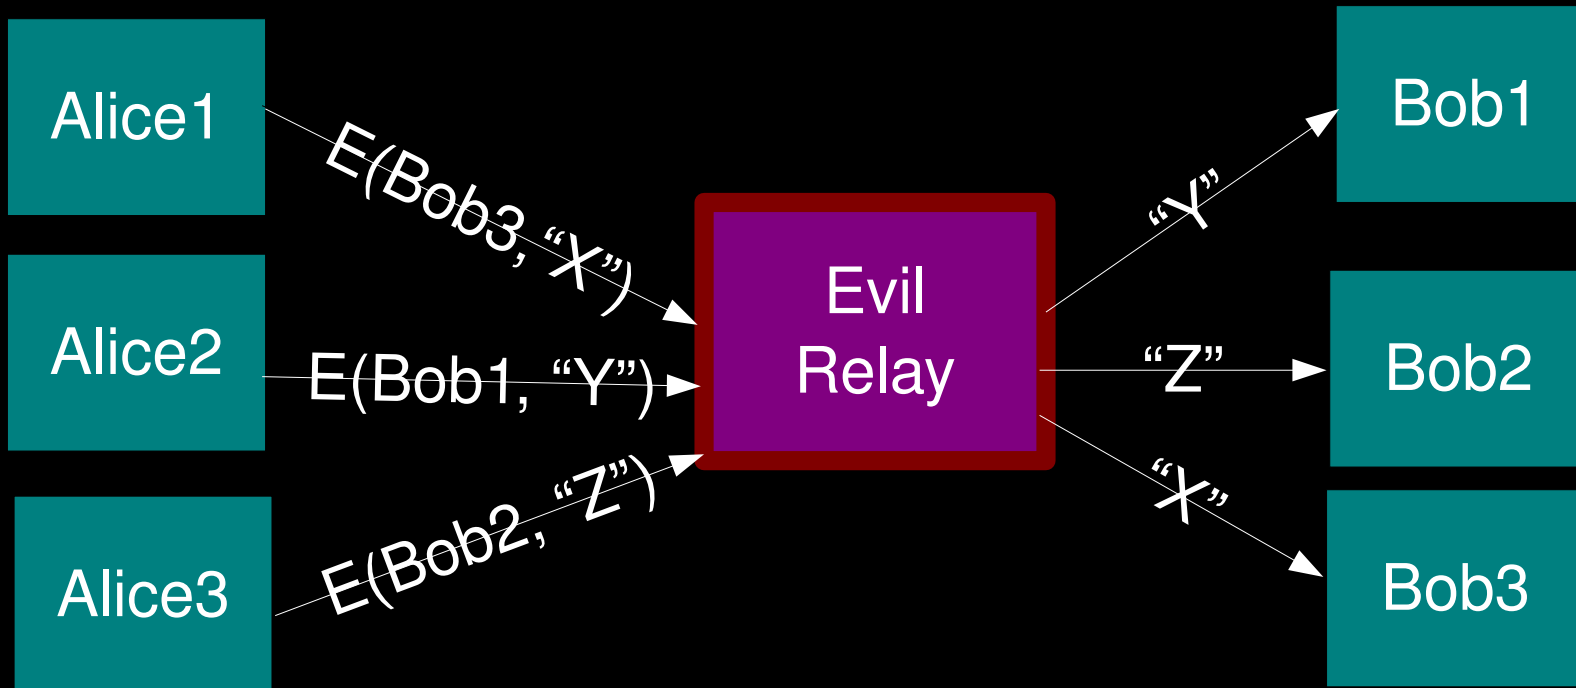 Alice1
E(Bob3, “X”)
Alice2
E(Bob1, “Y”)
Alice3
E(Bob2, “Z”)
Evil
Relay
“Y”
Bob1
“Z”
Bob2
“X”
Bob3